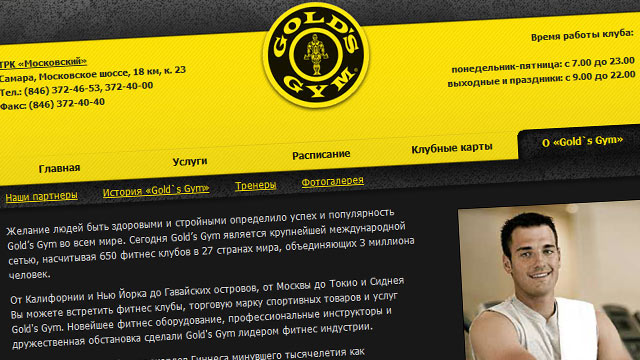 ТРК «Московский»
Самара, Московское шоссе, 18 км, к. 23
Тел.: (846) 372-46-53, 372-40-00
Факс: (846) 372-40-40
GOLD'S GYM
Время работы клуба:
понедельник-пятница: с 7.00 до 23.00
выходные и праздники: с 9.00 до 22.00
Главная
Услуги
Расписание
Клубные карты
О «Gold`s Gym»
Наши партнеры
История «Gold`s Gym»
Тренеры
Фотогалерея
Желание людей быть здоровыми и стройными определило успех и популярность
Gold's Gym во всем мире. Сегодня Gold's Gym является крупнейшей международной
сетью, насчитывая 650 фитнес клубов в 27 странах мира, объединяющих 3 миллиона
человек.
От Калифорнии и Нью Йорка до Гавайских островов, от Москвы до Токио и Сиднея
Вы можете встретить фитнес клубы, торговую марку спортивных товаров и услуг
Gold's Gym. Новейшее фитнес оборудование, профессиональные инструкторы и
дружественная обстановка сделали Gold's Gym лидером фитнес индустрии.
Гиннеса минувшего тысячелетия как